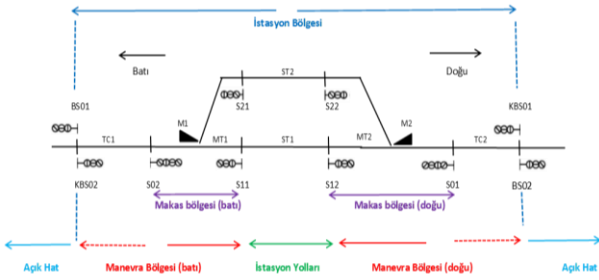 İstasyon Bölgesi
Batı
ST2
Doğu
BS01
S21
S22
KBS01
M1
M2
TC1
MT1
ST1
MT2
TC2
KBS02
S02
S11
S12
S01
BS02
Makas bölgesi (batı)
Makas bölgesi (doğu)
Açık Hat
Manevra Bölgesi (batı)
İstasyon Yolları
Manevra Bölgesi (doğu)
Açık Hat